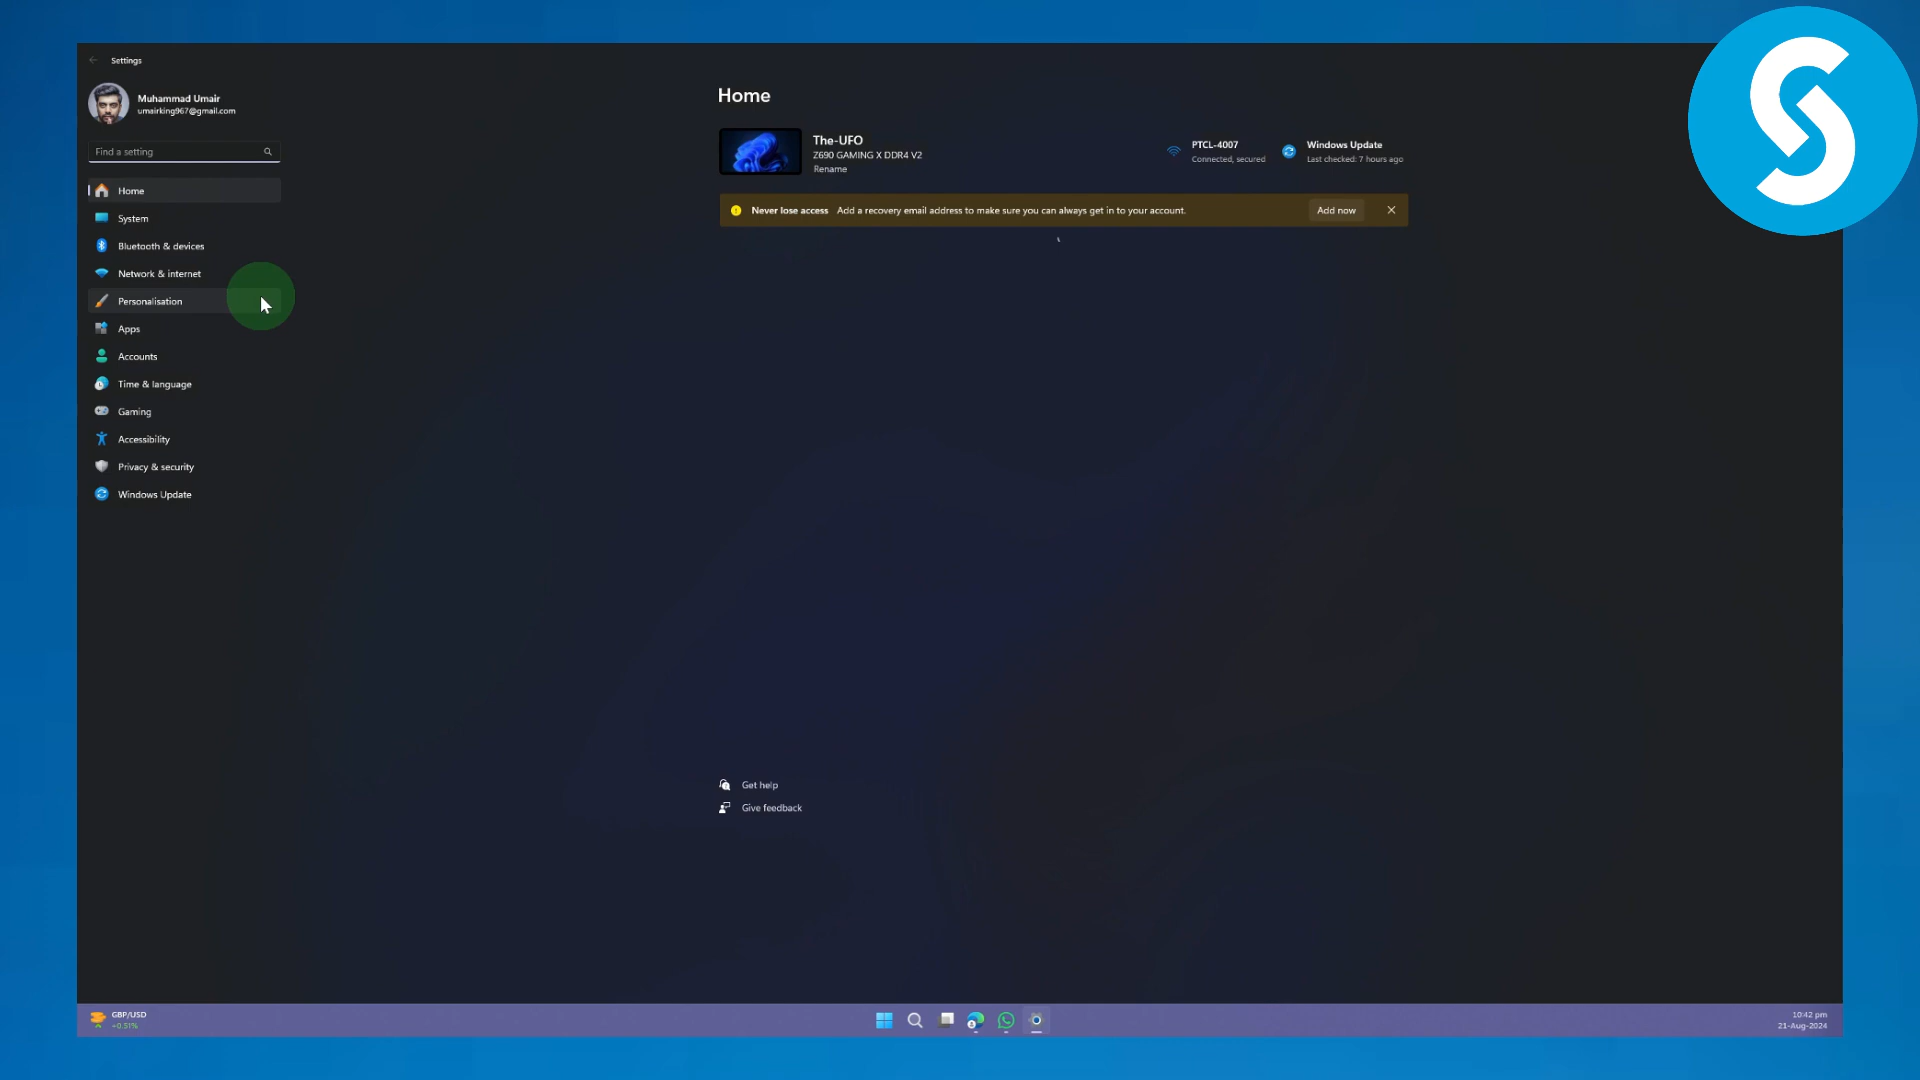 Settings
Muhammad Umair
umairking967@gmail.com
Find a setting
Home
System
Bluetooth & devices
Network & internet
Personalisation
Apps
Accounts
Time & language
Gaming
Accessibility
Privacy & security
Windows Update
Home
The-UFO
Z690 GAMING X DDR4 V2
Rename
PTCL-4007
Connected, secured
Windows Update
Last checked: 7 hours ago
Never lose access Add a recovery email address to make sure you can always get in to your account. Add now
Get help
Give feedback
GBP/USD
+0.51%
10:42 pm
21-Aug-2024